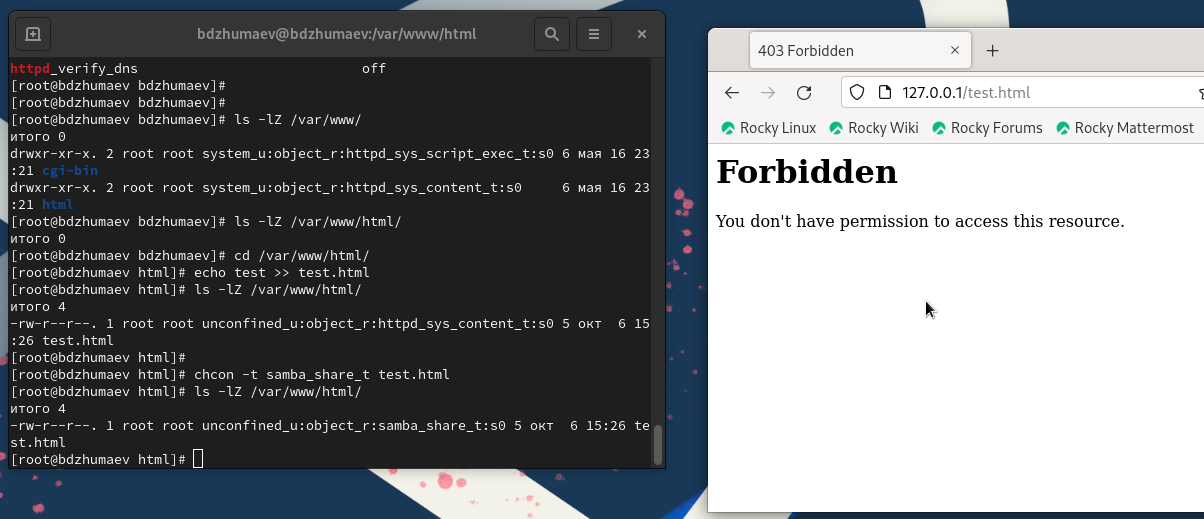 bdzhumaev@bdzhumaev:/var/www/html
httpd_verify_dns                            off
[root@bdzhumaev bdzhumaev]#
[root@bdzhumaev bdzhumaev]#
[root@bdzhumaev bdzhumaev]# ls -lZ /var/www/
итого 0
drwxr-xr-x. 2 root root system_u:object_r:httpd_sys_script_exec_t:s0 6 мая 16 23
:21 cgi-bin
drwxr-xr-x. 2 root root system_u:object_r:httpd_sys_content_t:s0     6 мая 16 23
:21 html
[root@bdzhumaev bdzhumaev]# ls -lZ /var/www/html/
итого 0
[root@bdzhumaev bdzhumaev]# cd /var/www/html/
[root@bdzhumaev html]# echo test >> test.html
[root@bdzhumaev html]# ls -lZ /var/www/html/
итого 4
-rw-r--r--. 1 root root unconfined_u:object_r:httpd_sys_content_t:s0 5 окт  6 15
:26 test.html
[root@bdzhumaev html]#
[root@bdzhumaev html]# chcon -t samba_share_t test.html
[root@bdzhumaev html]# ls -lZ /var/www/html/
итого 4
-rw-r--r--. 1 root root unconfined_u:object_r:samba_share_t:s0 5 окт  6 15:26 te
st.html
[root@bdzhumaev html]#
403 Forbidden
127.0.0.1/test.html
Rocky Linux Rocky Wiki Rocky Forums Rocky Mattermost
Forbidden
You don't have permission to access this resource.